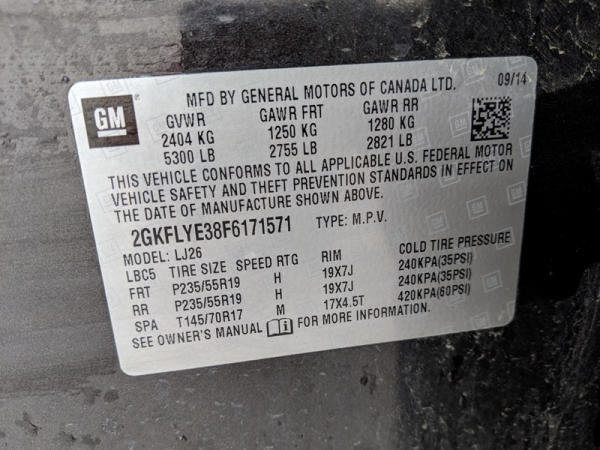 GM
MFD BY GENERAL MOTORS OF CANADA LTD. 09/14
GVWR GAWR FRT GAWR RR
2404 KG 1250 KG 1280 KG
5300 LB 2755 LB 2821 LB
THIS VEHICLE CONFORMS TO ALL APPLICABLE U.S. FEDERAL MOTOR
VEHICLE SAFETY AND THEFT PREVENTION STANDARDS IN EFFECT ON
THE DATE OF MANUFACTURE SHOWN ABOVE.
2GKFLYE38F6171571 TYPE: M.P.V.
MODEL: LJ26
LBC5 TIRE SIZE SPEED RTG RIM COLD TIRE PRESSURE
FRT P235/55R19 H 19X7J 240KPA(35PSI)
RR P235/55R19 H 19X7J 240KPA(35PSI)
SPA T145/70R17 M 17X4.5T 420KPA(60PSI)
SEE OWNER'S MANUAL FOR MORE INFORMATION.